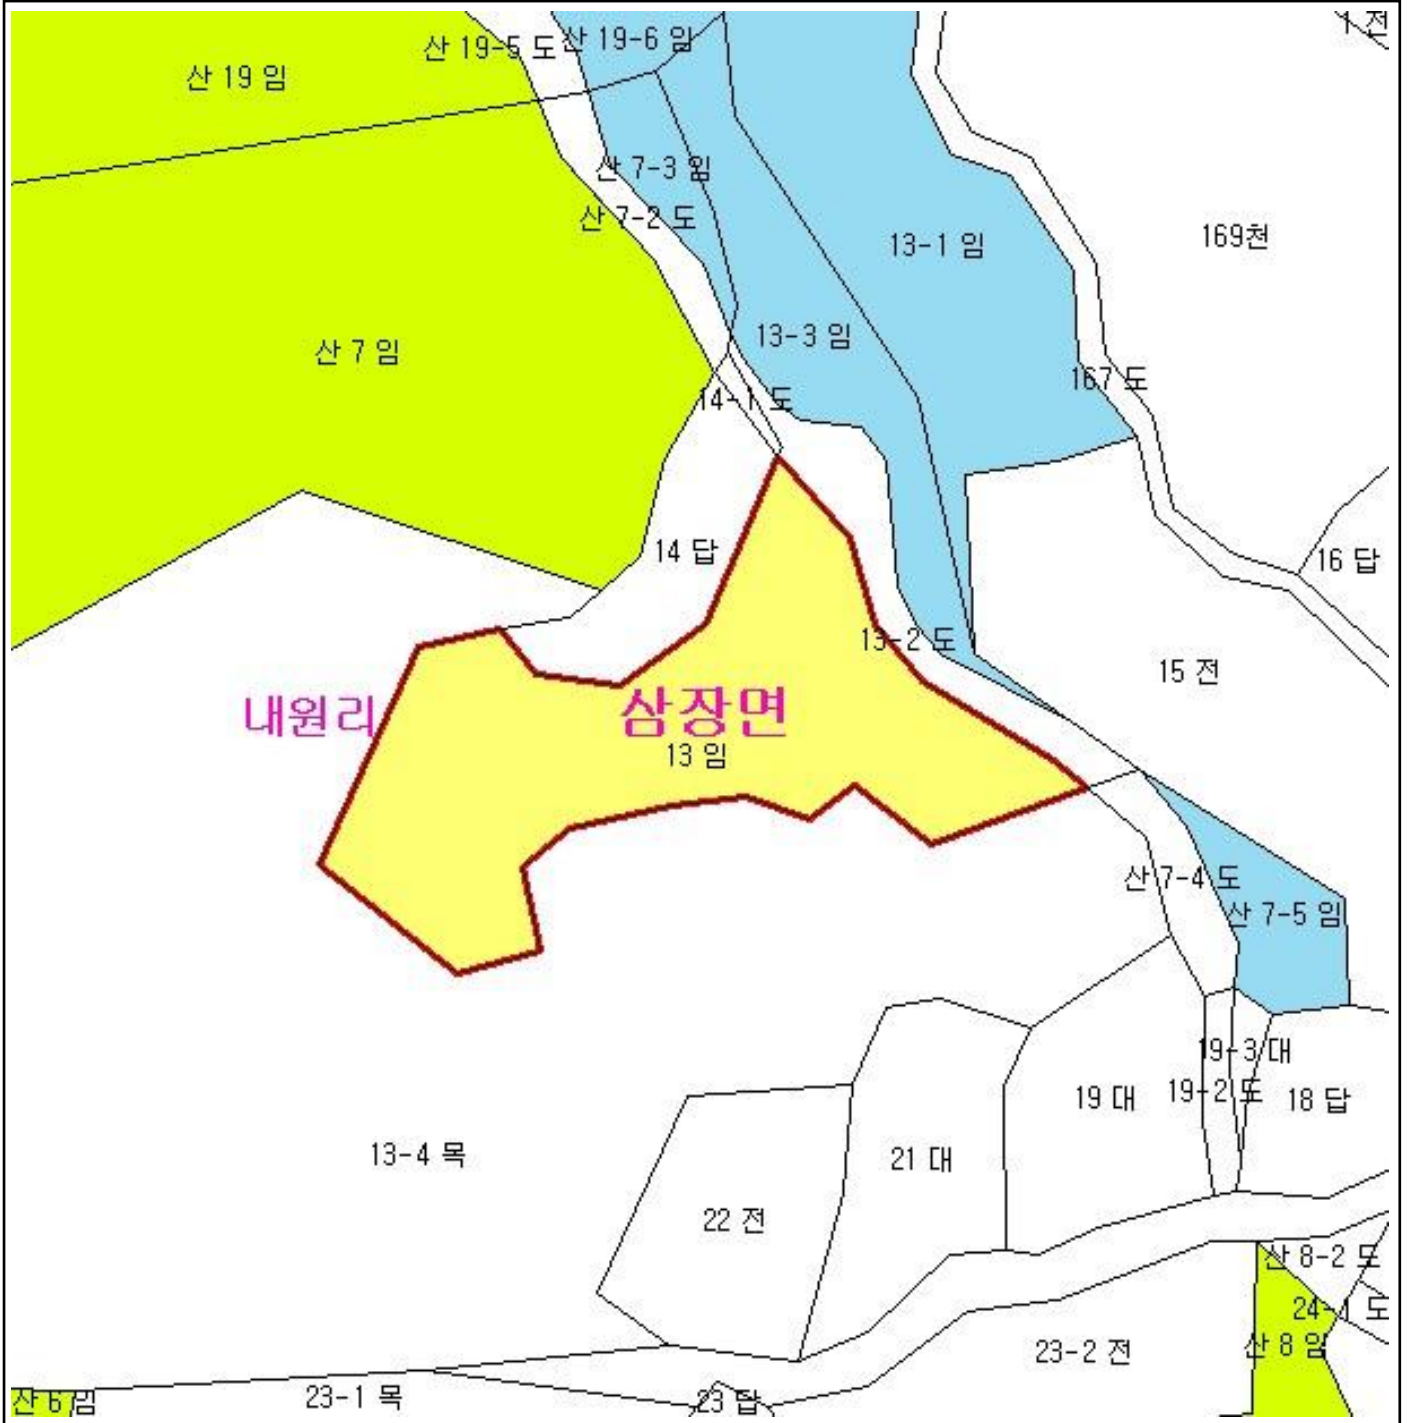 1 전
산 19-5 도
산 19-6 임
산 19 임
산 7-3 임
산 7-2 도
169천
13-1 임
13-3 임
산 7 임
167 도
14-1 도
14 답
16 답
13-2 도
15 전
내원리
삼장면
13 임
산 7-4 도
산 7-5 임
19-3 대
19-2 도
19 대
18 답
13-4 목
21 대
22 전
산 8-2 도
24-1 도
산 8 임
23-2 전
산 6 임
23-1 목
23 답